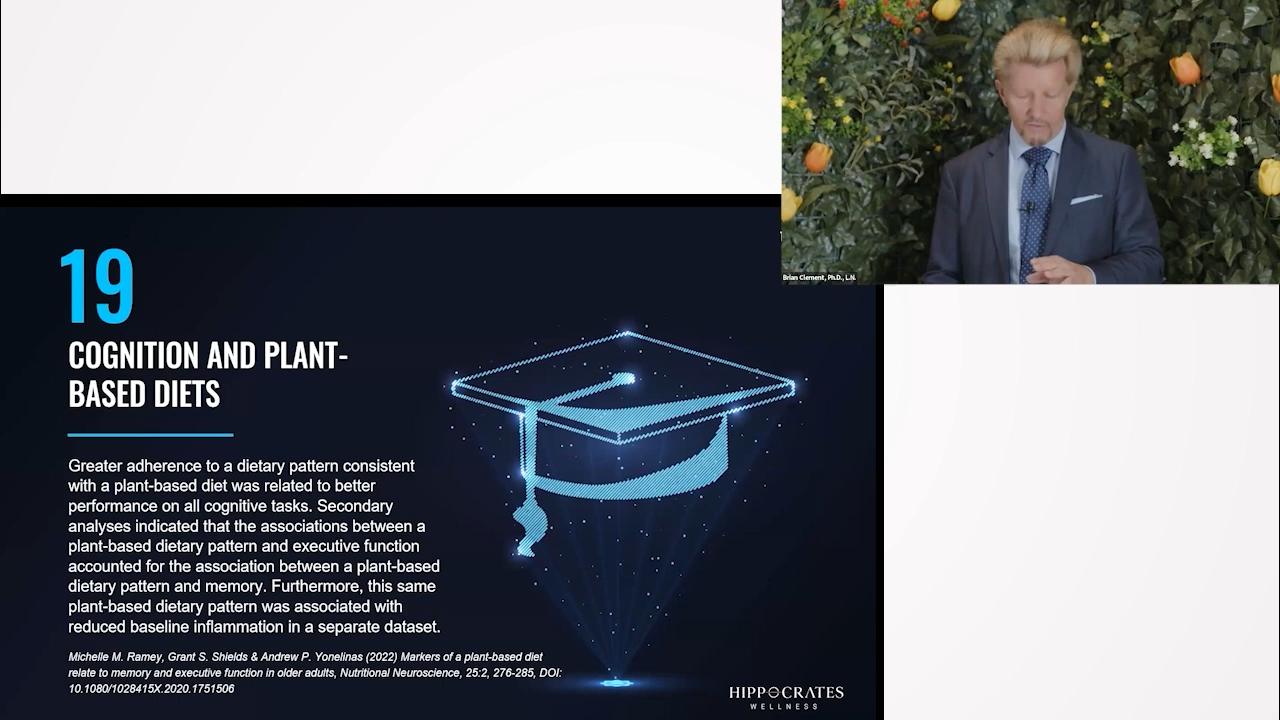 Brian Clement, Ph.D., L.N.
19
COGNITION AND PLANT-
BASED DIETS
Greater adherence to a dietary pattern consistent
with a plant-based diet was related to better
performance on all cognitive tasks. Secondary
analyses indicated that the associations between a
plant-based dietary pattern and executive function
accounted for the association between a plant-based
dietary pattern and memory. Furthermore, this same
plant-based dietary pattern was associated with
reduced baseline inflammation in a separate dataset.
Michelle M. Ramey, Grant S. Shields & Andrew P. Yonelinas (2022) Markers of a plant-based diet
relate to memory and executive function in older adults, Nutritional Neuroscience, 25:2, 276-285, DOI:
10.1080/1028415X.2020.1751506
HIPPOCRATES
WELLNESS